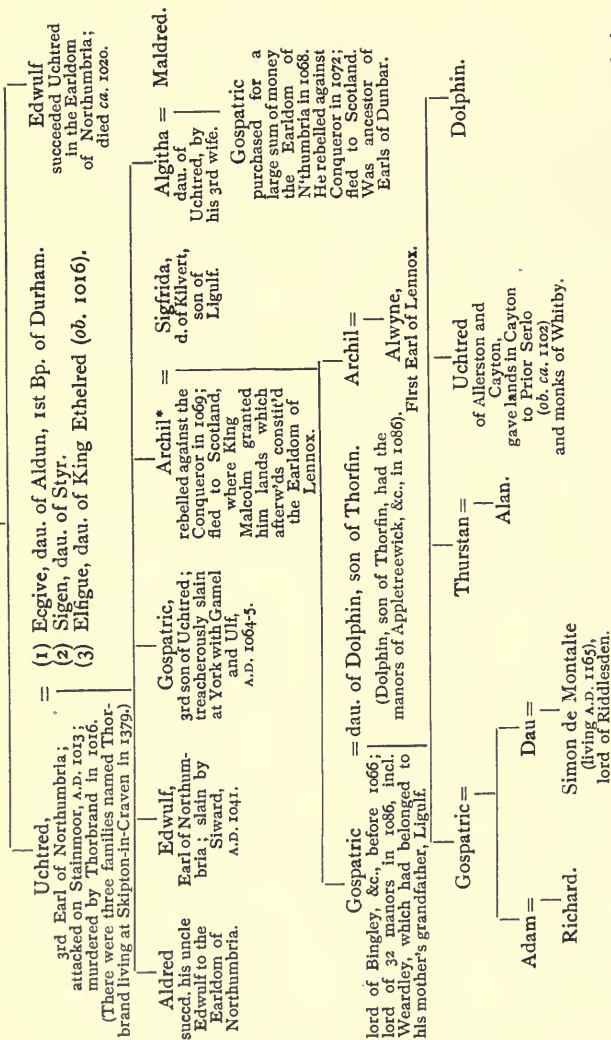 Uchtred,
3rd Earl of Northumbria;
attacked on Stainmoor, A.D. 1013;
murdered by Thorbrand in 1016.
(There were three families named Thor-
brand living at Skipton-in-Craven in 1379.)
= (1) Ecgive, dau. of Aldun, 1st Bp. of Durham.
(2) Sigen, dau. of Styr.
(3) Elfigue, dau. of King Ethelred (ob. 1016).
Edwulf
succeeded Uchtred
in the Earldom
of Northumbria;
died ca. 1020.
Aldred
succd. his uncle
Edwulf to the
Earldom of
Northumbria.
Edwulf,
Earl of Northum-
bria; slain by
Siward,
A.D. 1041.
Gospatric,
3rd son of Uchtred;
treacherously slain
at York with Gamel
and Ulf,
A.D. 1064-5.
Archil* =
rebelled against the
Conqueror in 1069;
fled to Scotland,
where King
Malcolm granted
him lands which
afterw'ds constit'd
the Earldom of
Lennox.
Sigfrida,
d. of Kilvert,
son of
Ligulf.
Algitha = Maldred.
dau. of
Uchtred, by
his 3rd wife.
Gospatric
purchased for a
large sum of money
the Earldom of
N'thumbria in 1068.
He rebelled against
Conqueror in 1072;
fled to Scotland.
Was ancestor of
Earls of Dunbar.
Gospatric = dau. of Dolphin, son of Thorfin.
lord of Bingley, &c., before 1066;
lord of 32 manors in 1086, incl.
Weardley, which had belonged to
his mother's grandfather, Ligulf.
(Dolphin, son of Thorfin, had the
manors of Appletreewick, &c., in 1086).
Archil =
Alwyne,
First Earl of Lennox.
Gospatric =
Thurstan =
Alan.
Uchtred
of Allerston and
Cayton,
gave lands in Cayton
to Prior Serlo
(ob. ca. 1102)
and monks of Whitby.
Dolphin.
Adam =
Richard.
Dau =
Simon de Montalte
(living A.D. 1165),
lord of Riddlesden.